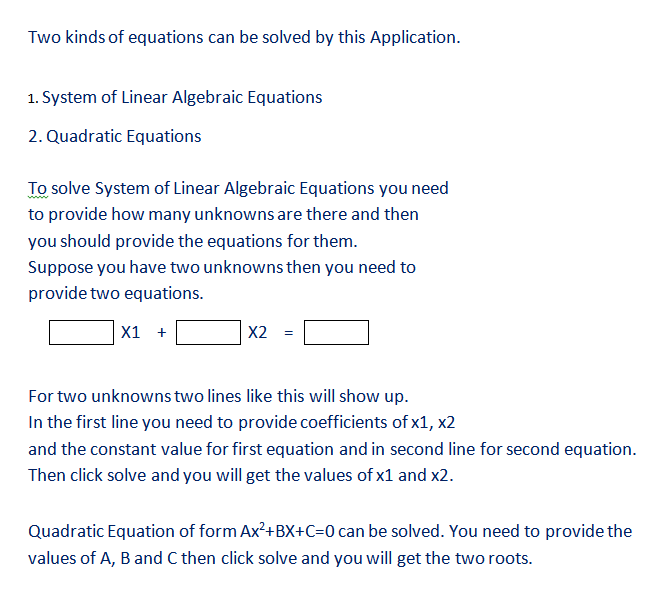 Two kinds of equations can be solved by this Application.
1. System of Linear Algebraic Equations
2. Quadratic Equations
To solve System of Linear Algebraic Equations you need
to provide how many unknowns are there and then
you should provide the equations for them.
Suppose you have two unknowns then you need to
provide two equations.
X1 + X2 =
For two unknowns two lines like this will show up.
In the first line you need to provide coefficients of x1, x2
and the constant value for first equation and in second line for second equation.
Then click solve and you will get the values of x1 and x2.
Quadratic Equation of form Ax²+BX+C=0 can be solved. You need to provide the
values of A, B and C then click solve and you will get the two roots.